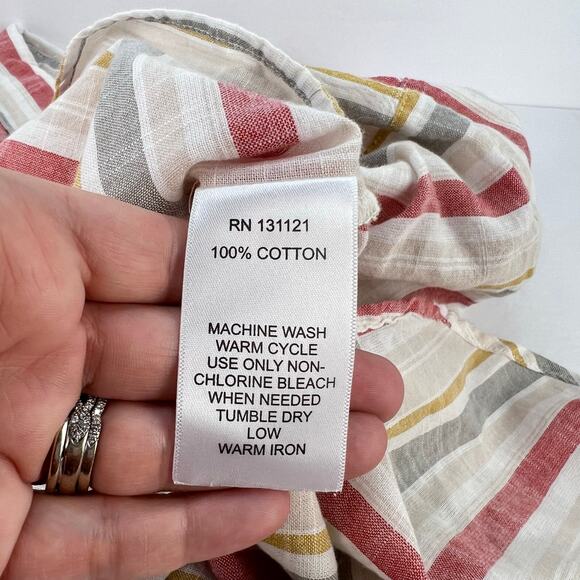 RN 131121
100% COTTON
MACHINE WASH
WARM CYCLE
USE ONLY NON-
CHLORINE BLEACH
WHEN NEEDED
TUMBLE DRY
LOW
WARM IRON